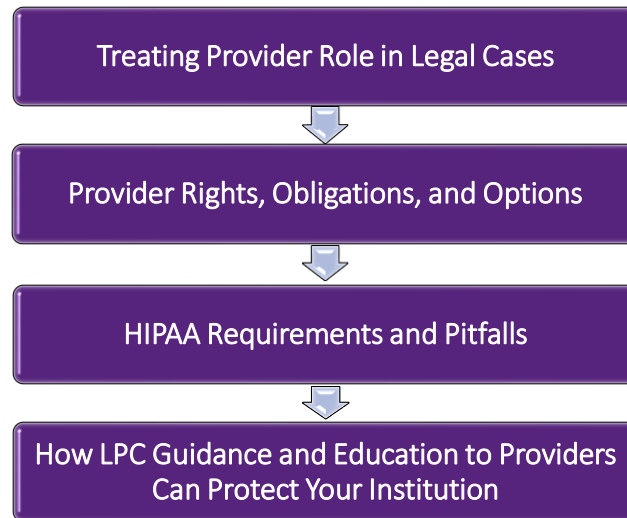 Treating Provider Role in Legal Cases
Provider Rights, Obligations, and Options
HIPAA Requirements and Pitfalls
How LPC Guidance and Education to Providers
Can Protect Your Institution